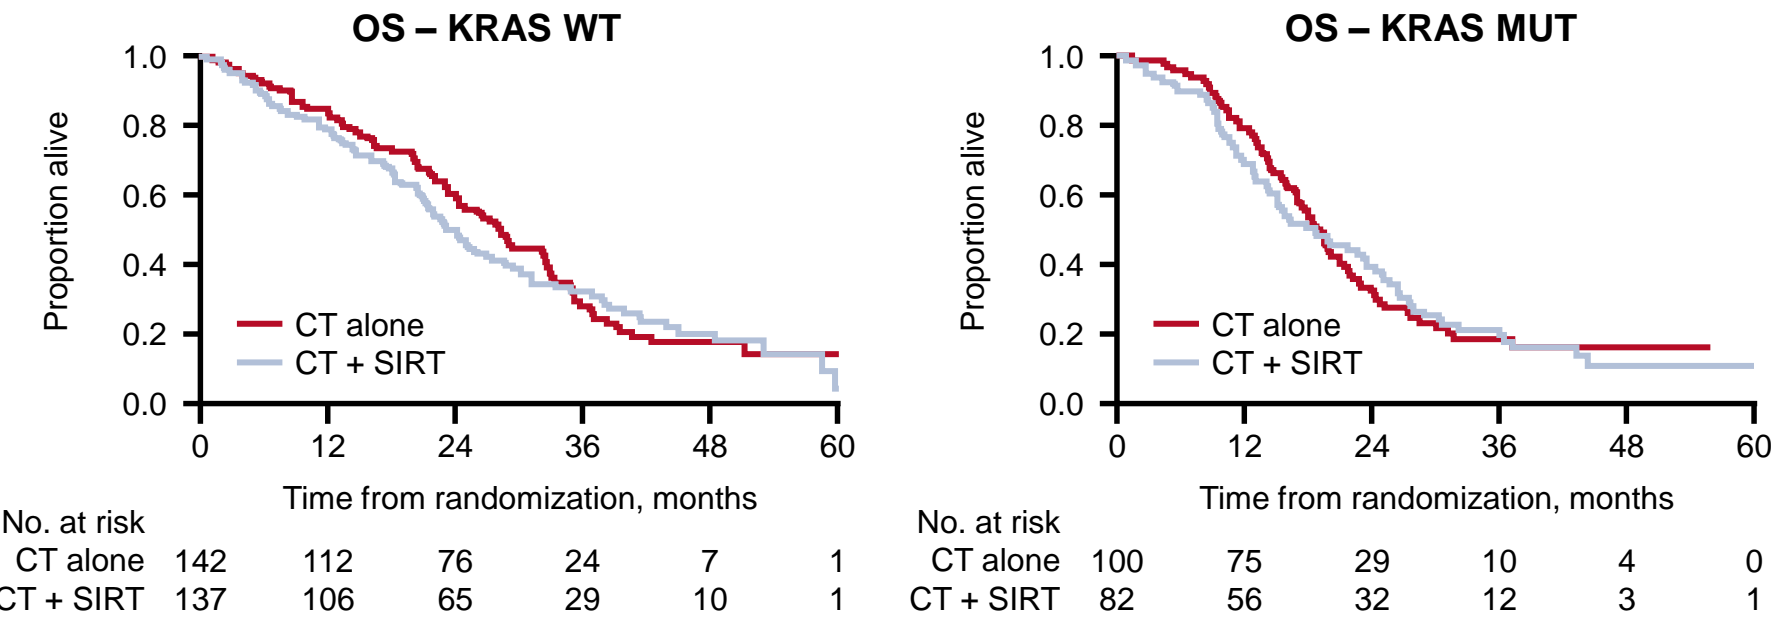 OS – KRAS WT
1.0
0.8
0.6
0.4
0.2
0.0
Proportion alive
CT alone
CT + SIRT
0 12 24 36 48 60
Time from randomization, months
No. at risk
CT alone 142 112 76 24 7 1
CT + SIRT 137 106 65 29 10 1
OS – KRAS MUT
1.0
0.8
0.6
0.4
0.2
0.0
Proportion alive
CT alone
CT + SIRT
0 12 24 36 48 60
Time from randomization, months
No. at risk
CT alone 100 75 29 10 4 0
CT + SIRT 82 56 32 12 3 1